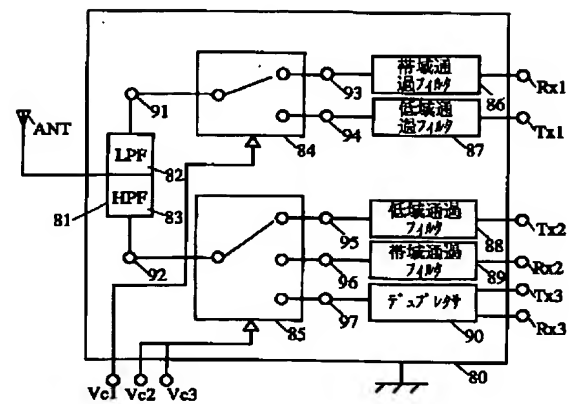 帯域通
過フィルタ
86
Rx1
91
93
ANT
LPF
82
84
94
低域通
過フィルタ
87
Tx1
HPF
83
81
低域通過
フィルタ
88
Tx2
95
92
96
帯域通過
フィルタ
89
Rx2
Tx3
97
デュプレクサ
85
90
Rx3
80
Vc1
Vc2
Vc3